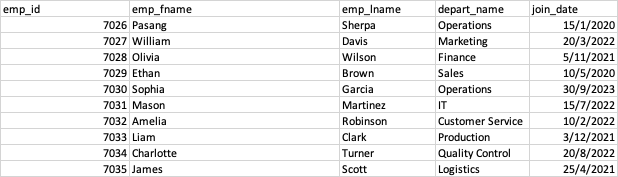 emp_id emp_fname emp_lname depart_name join_date
7026 Pasang Sherpa Operations 15/1/2020
7027 William Davis Marketing 20/3/2022
7028 Olivia Wilson Finance 5/11/2021
7029 Ethan Brown Sales 10/5/2020
7030 Sophia Garcia Operations 30/9/2023
7031 Mason Martinez IT 15/7/2022
7032 Amelia Robinson Customer Service 10/2/2022
7033 Liam Clark Production 3/12/2021
7034 Charlotte Turner Quality Control 20/8/2022
7035 James Scott Logistics 25/4/2021